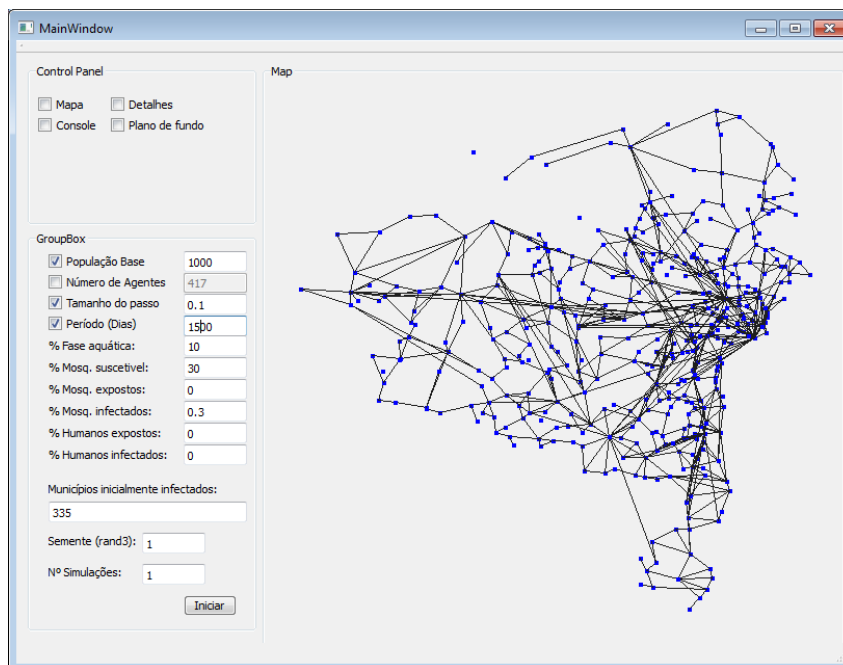 MainWindow
Control Panel
Mapa Detalhes
Console Plano de fundo
Map
GroupBox
População Base 1000
Número de Agentes 417
Tamanho do passo 0.1
Período (Dias) 1500
% Fase aquática: 10
% Mosq. suscetivel: 30
% Mosq. expostos: 0
% Mosq. infectados: 0.3
% Humanos expostos: 0
% Humanos infectados: 0
Municípios inicialmente infectados:
335
Semente (rand3): 1
Nº Simulações: 1
Iniciar